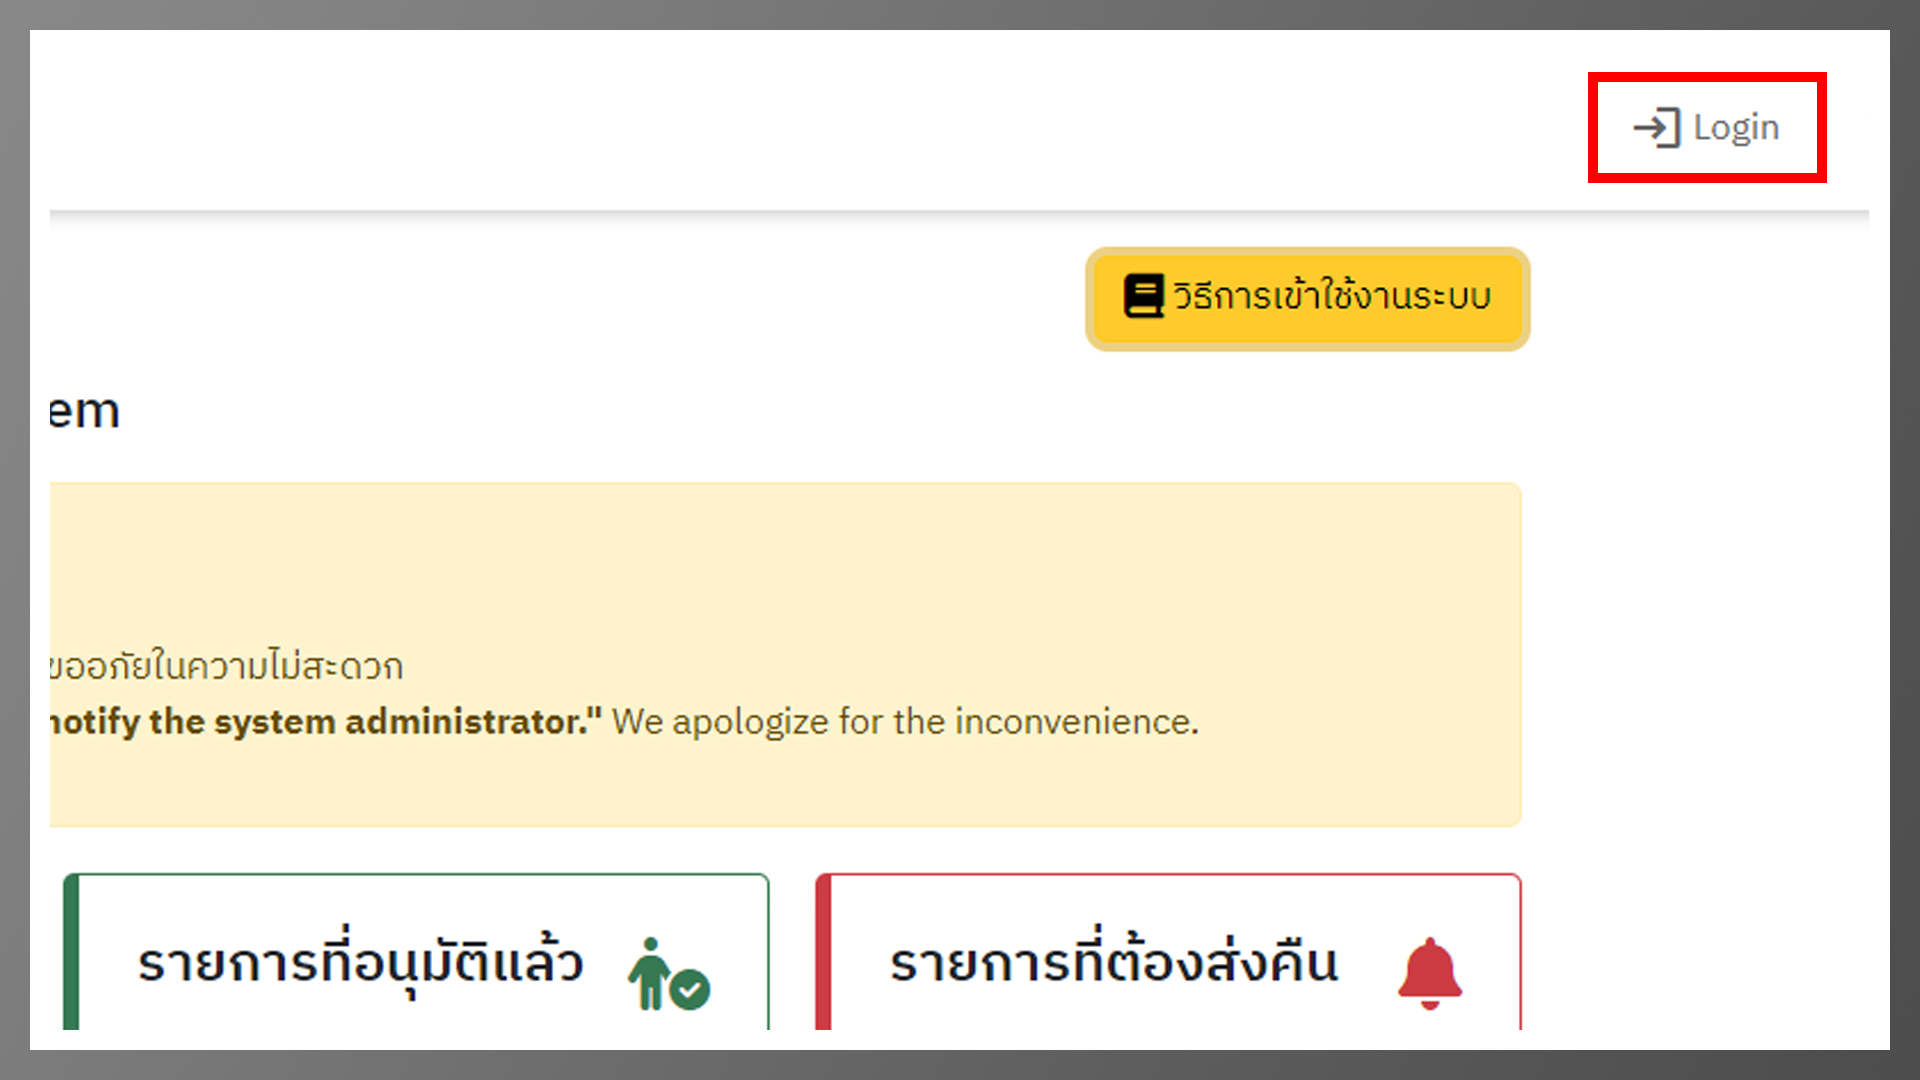 Login
วิธีการเข้าใช้งานระบบ
em
ขออภัยในความไม่สะดวก
notify the system administrator." We apologize for the inconvenience.
รายการที่อนุมัติแล้ว
รายการที่ต้องส่งคืน